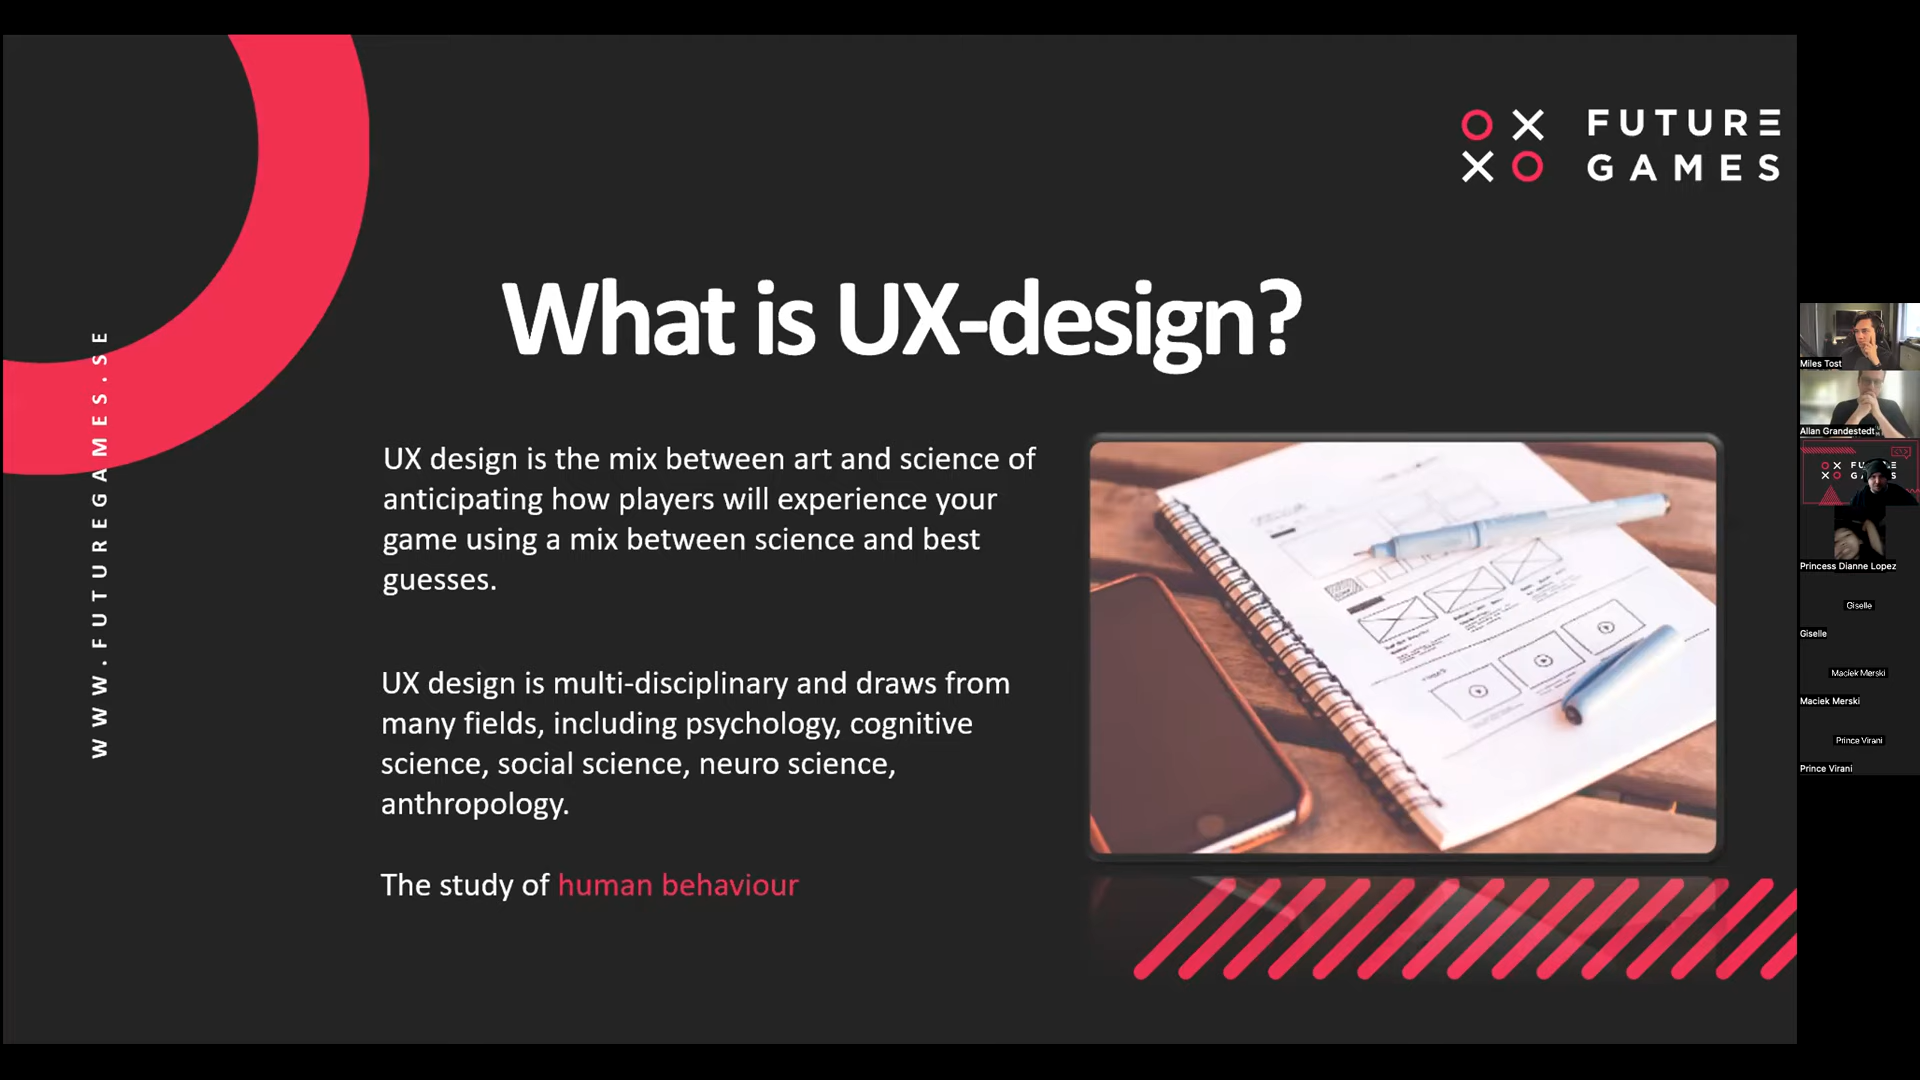 FUTURE
GAMES
What is UX-design?
WWW.FUTUREGAMES.SE
UX design is the mix between art and science of
anticipating how players will experience your
game using a mix between science and best
guesses.
UX design is multi-disciplinary and draws from
many fields, including psychology, cognitive
science, social science, neuro science,
anthropology.
The study of human behaviour
Miles Tost
Allan Grandestedt
Princess Dianne Lopez
Giselle
Giselle
Maciek Merski
Maciek Merski
Prince Virani
Prince Virani